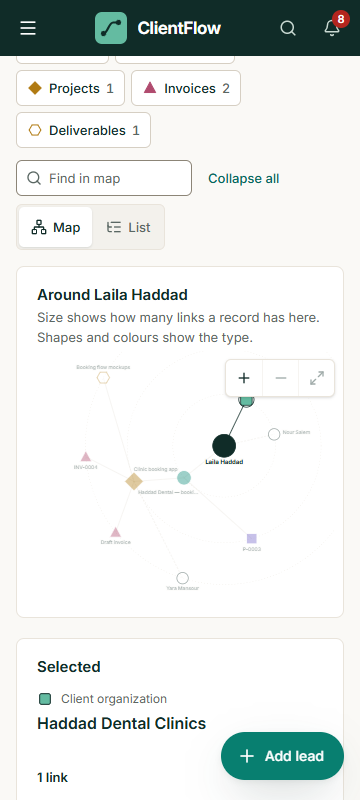 ClientFlow
8
Projects 1
Invoices 2
Deliverables 1
Find in map
Collapse all
Map
List
Around Laila Haddad
Size shows how many links a record has here.
Shapes and colours show the type.
Booking flow mockups
Nour Salem
Laila Haddad
INV-0004
Clinic booking app
Haddad Dental — book…
Draft invoice
P-0003
Yara Mansour
Selected
Client organization
Haddad Dental Clinics
Add lead
1 link